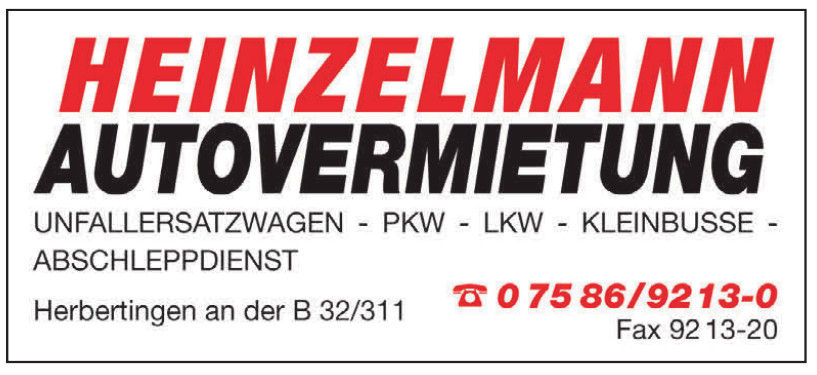 HEINZELMANN
AUTOVERMIETUNG
UNFALLERSATZWAGEN - PKW - LKW - KLEINBUSSE -
ABSCHLEPPDIENST
Herbertingen an der B 32/311
☎ 0 75 86/92 13-0
Fax 92 13-20